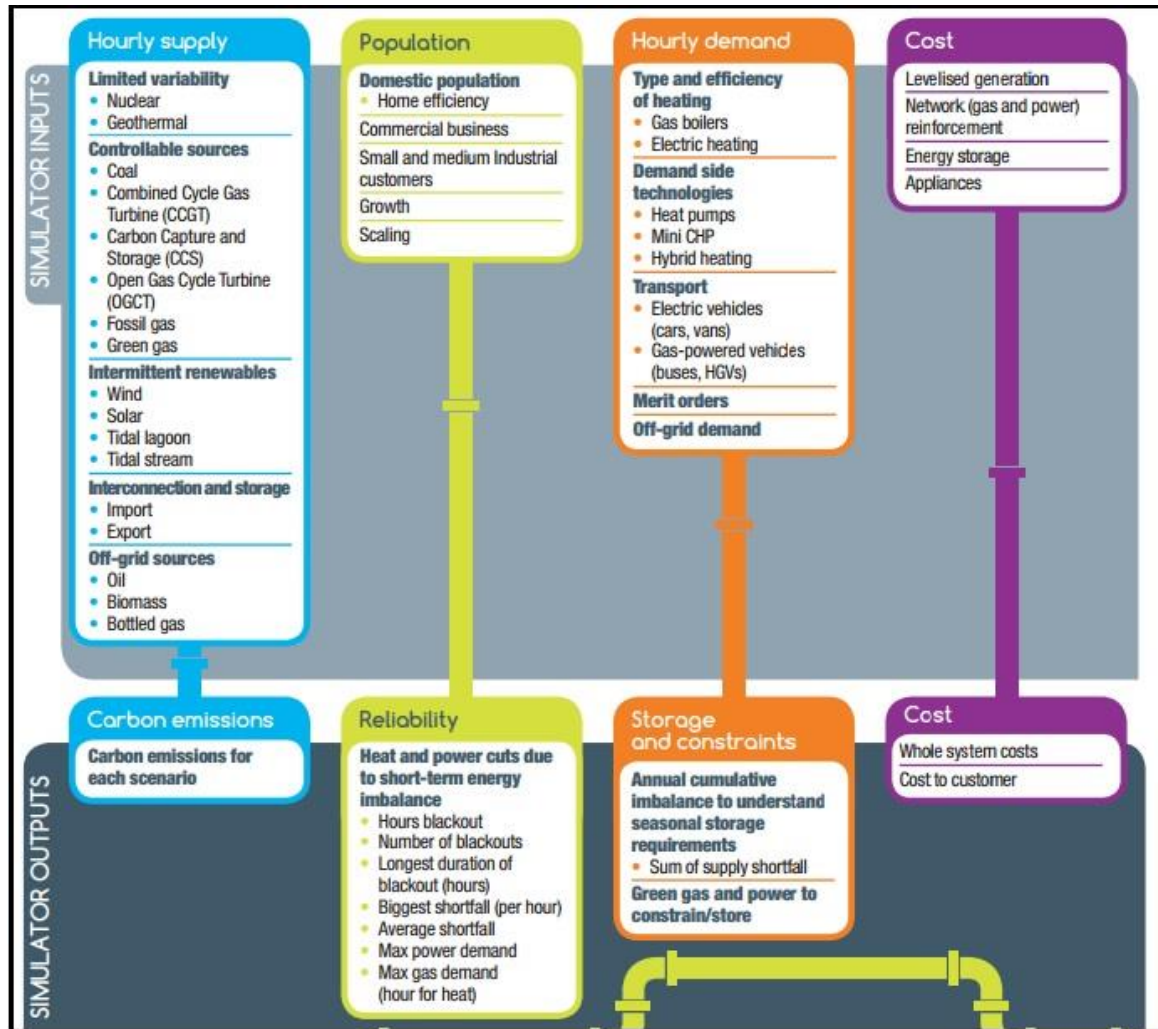 SIMULATOR INPUTS
Hourly supply
Limited variability
• Nuclear
• Geothermal
Controllable sources
• Coal
• Combined Cycle Gas
Turbine (CCGT)
• Carbon Capture and
Storage (CCS)
• Open Gas Cycle Turbine
(OGCT)
• Fossil gas
• Green gas
Intermittent renewables
• Wind
• Solar
• Tidal lagoon
• Tidal stream
Interconnection and storage
• Import
• Export
Off-grid sources
• Oil
• Biomass
• Bottled gas
Population
Domestic population
• Home efficiency
Commercial business
Small and medium Industrial
customers
Growth
Scaling
Hourly demand
Type and efficiency
of heating
• Gas boilers
• Electric heating
Demand side
technologies
• Heat pumps
• Mini CHP
• Hybrid heating
Transport
• Electric vehicles
(cars, vans)
• Gas-powered vehicles
(buses, HGVs)
Merit orders
Off-grid demand
Cost
Levelised generation
Network (gas and power)
reinforcement
Energy storage
Appliances
SIMULATOR OUTPUTS
Carbon emissions
Carbon emissions for
each scenario
Reliability
Heat and power cuts due
to short-term energy
imbalance
• Hours blackout
• Number of blackouts
• Longest duration of
blackout (hours)
• Biggest shortfall (per hour)
• Average shortfall
• Max power demand
• Max gas demand
(hour for heat)
Storage
and constraints
Annual cumulative
imbalance to understand
seasonal storage
requirements
• Sum of supply shortfall
Green gas and power to
constrain/store
Cost
Whole system costs
Cost to customer